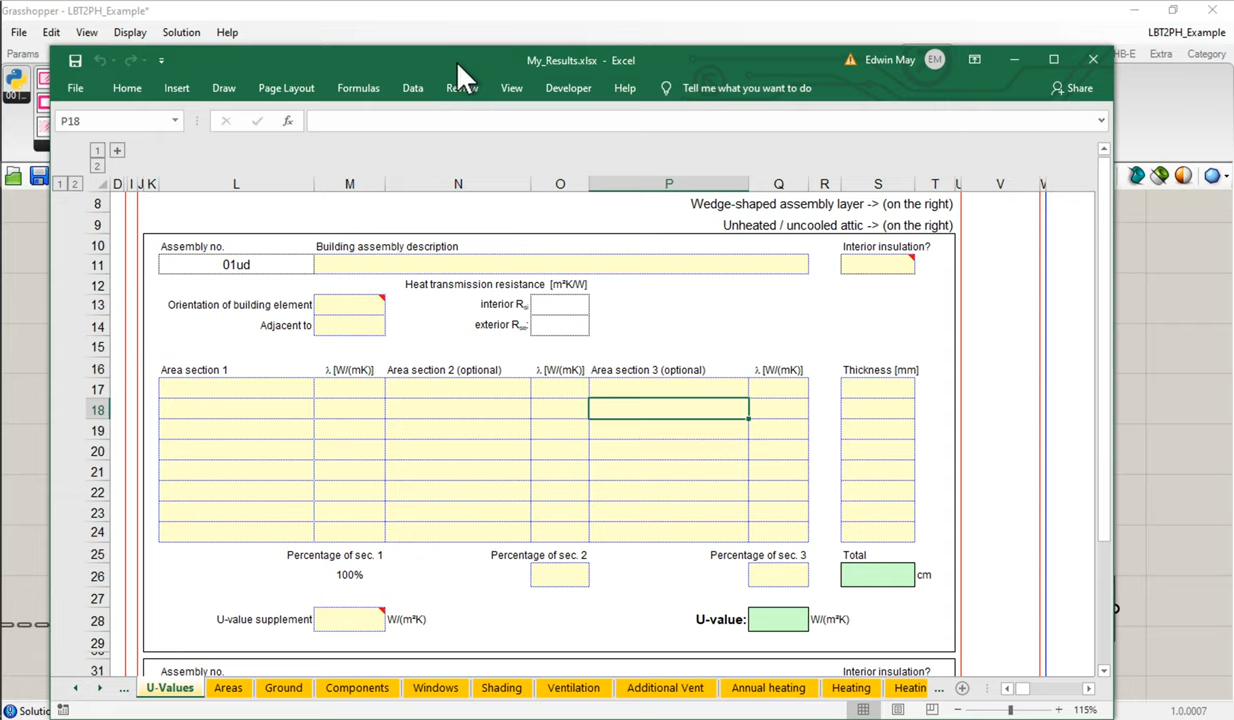 Grasshopper - LBT2PH_Example*
File Edit View Display Solution Help
LBT2PH_Example*
Params
HB-E Extra Category
My_Results.xlsx - Excel
Edwin May
EM
File Home Insert Draw Page Layout Formulas Data View Developer Help Tell me what you want to do Share
P18
fx
1
2
1 2
D I J K L M N O P Q R S T U V
8 Wedge-shaped assembly layer -> (on the right)
9 Unheated / uncooled attic -> (on the right)
10 Assembly no. Building assembly description Interior insulation?
11 01ud
12 Heat transmission resistance [m²K/W]
13 Orientation of building element interior Rsi
14 Adjacent to exterior Rse:
15
16 Area section 1 λ [W/(mK)] Area section 2 (optional) λ [W/(mK)] Area section 3 (optional) λ [W/(mK)] Thickness [mm]
17
18
19
20
21
22
23
24
25 Percentage of sec. 1 Percentage of sec. 2 Percentage of sec. 3 Total
26 100% cm
27
28 U-value supplement W/(m²K) U-value: W/(m²K)
29
31 Assembly no. Interior insulation?
... U-Values Areas Ground Components Windows Shading Ventilation Additional Vent Annual heating Heating Heatin ...
115%
Solutio
1.0.0007